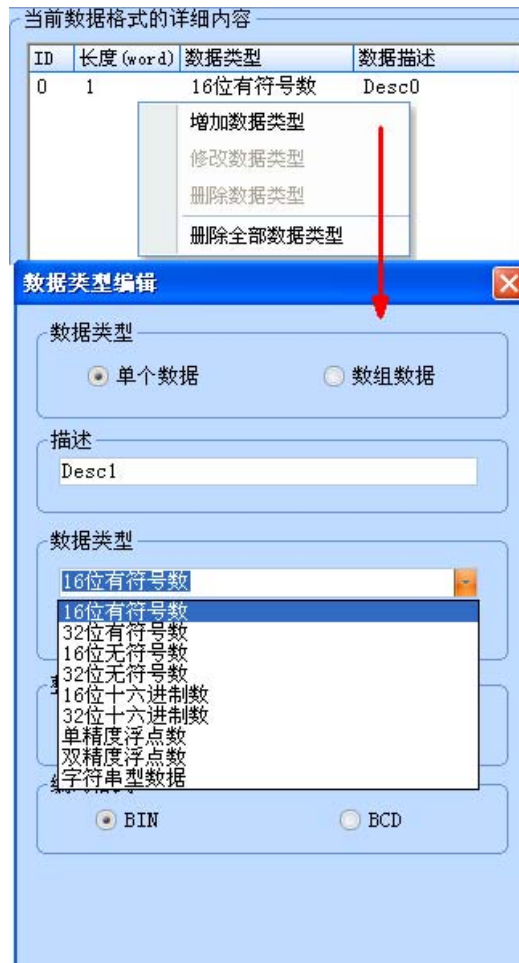 当前数据格式的详细内容
ID 长度(word) 数据类型 数据描述
0 1 16位有符号数 Desc0
增加数据类型
修改数据类型
删除数据类型
删除全部数据类型
数据类型编辑
数据类型
单个数据 数组数据
描述
Desc1
数据类型
16位有符号数
16位有符号数
32位有符号数
16位无符号数
32位无符号数
16位十六进制数
32位十六进制数
单精度浮点数
双精度浮点数
字符串型数据
BIN BCD